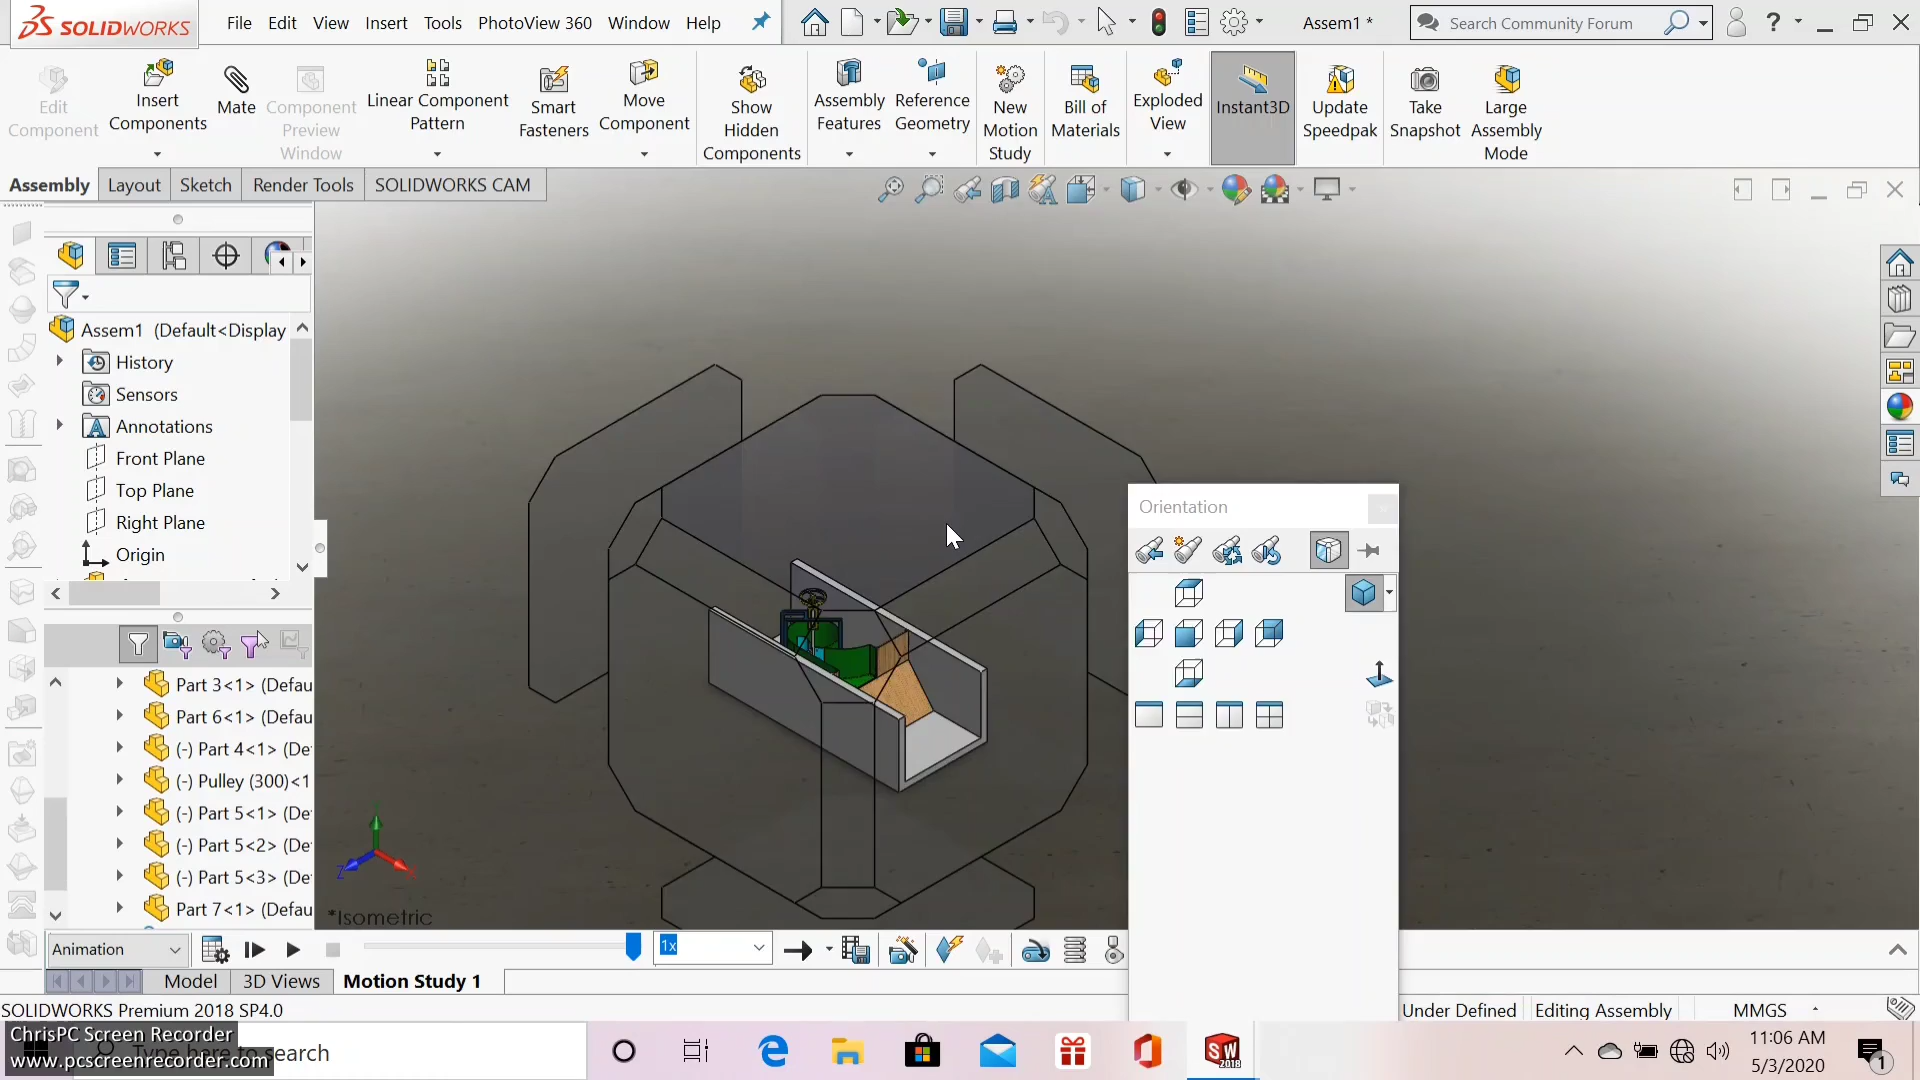 SOLIDWORKS
File Edit View Insert Tools PhotoView 360 Window Help
Assem1 *
Search Community Forum
Edit Component
Insert Components
Mate
Component Preview Window
Linear Component Pattern
Smart Fasteners
Move Component
Show Hidden Components
Assembly Features
Reference Geometry
New Motion Study
Bill of Materials
Exploded View
Instant3D
Update Speedpak
Take Snapshot
Large Assembly Mode
Assembly Layout Sketch Render Tools SOLIDWORKS CAM
Assem1 (Default<Display
History
Sensors
Annotations
Front Plane
Top Plane
Right Plane
Origin
Orientation
Part 3<1> (Defau
Part 6<1> (Defau
(-) Part 4<1> (De
(-) Pulley (300)<1
(-) Part 5<1> (De
(-) Part 5<2> (De
(-) Part 5<3> (De
Part 7<1> (Defau
*Isometric
Animation
1x
Model 3D Views Motion Study 1
SOLIDWORKS Premium 2018 SP4.0
Under Defined Editing Assembly MMGS
ChrisPC Screen Recorder
www.pcscreenrecorder.com
Type here to search
SW 2018
11:06 AM
5/3/2020
1